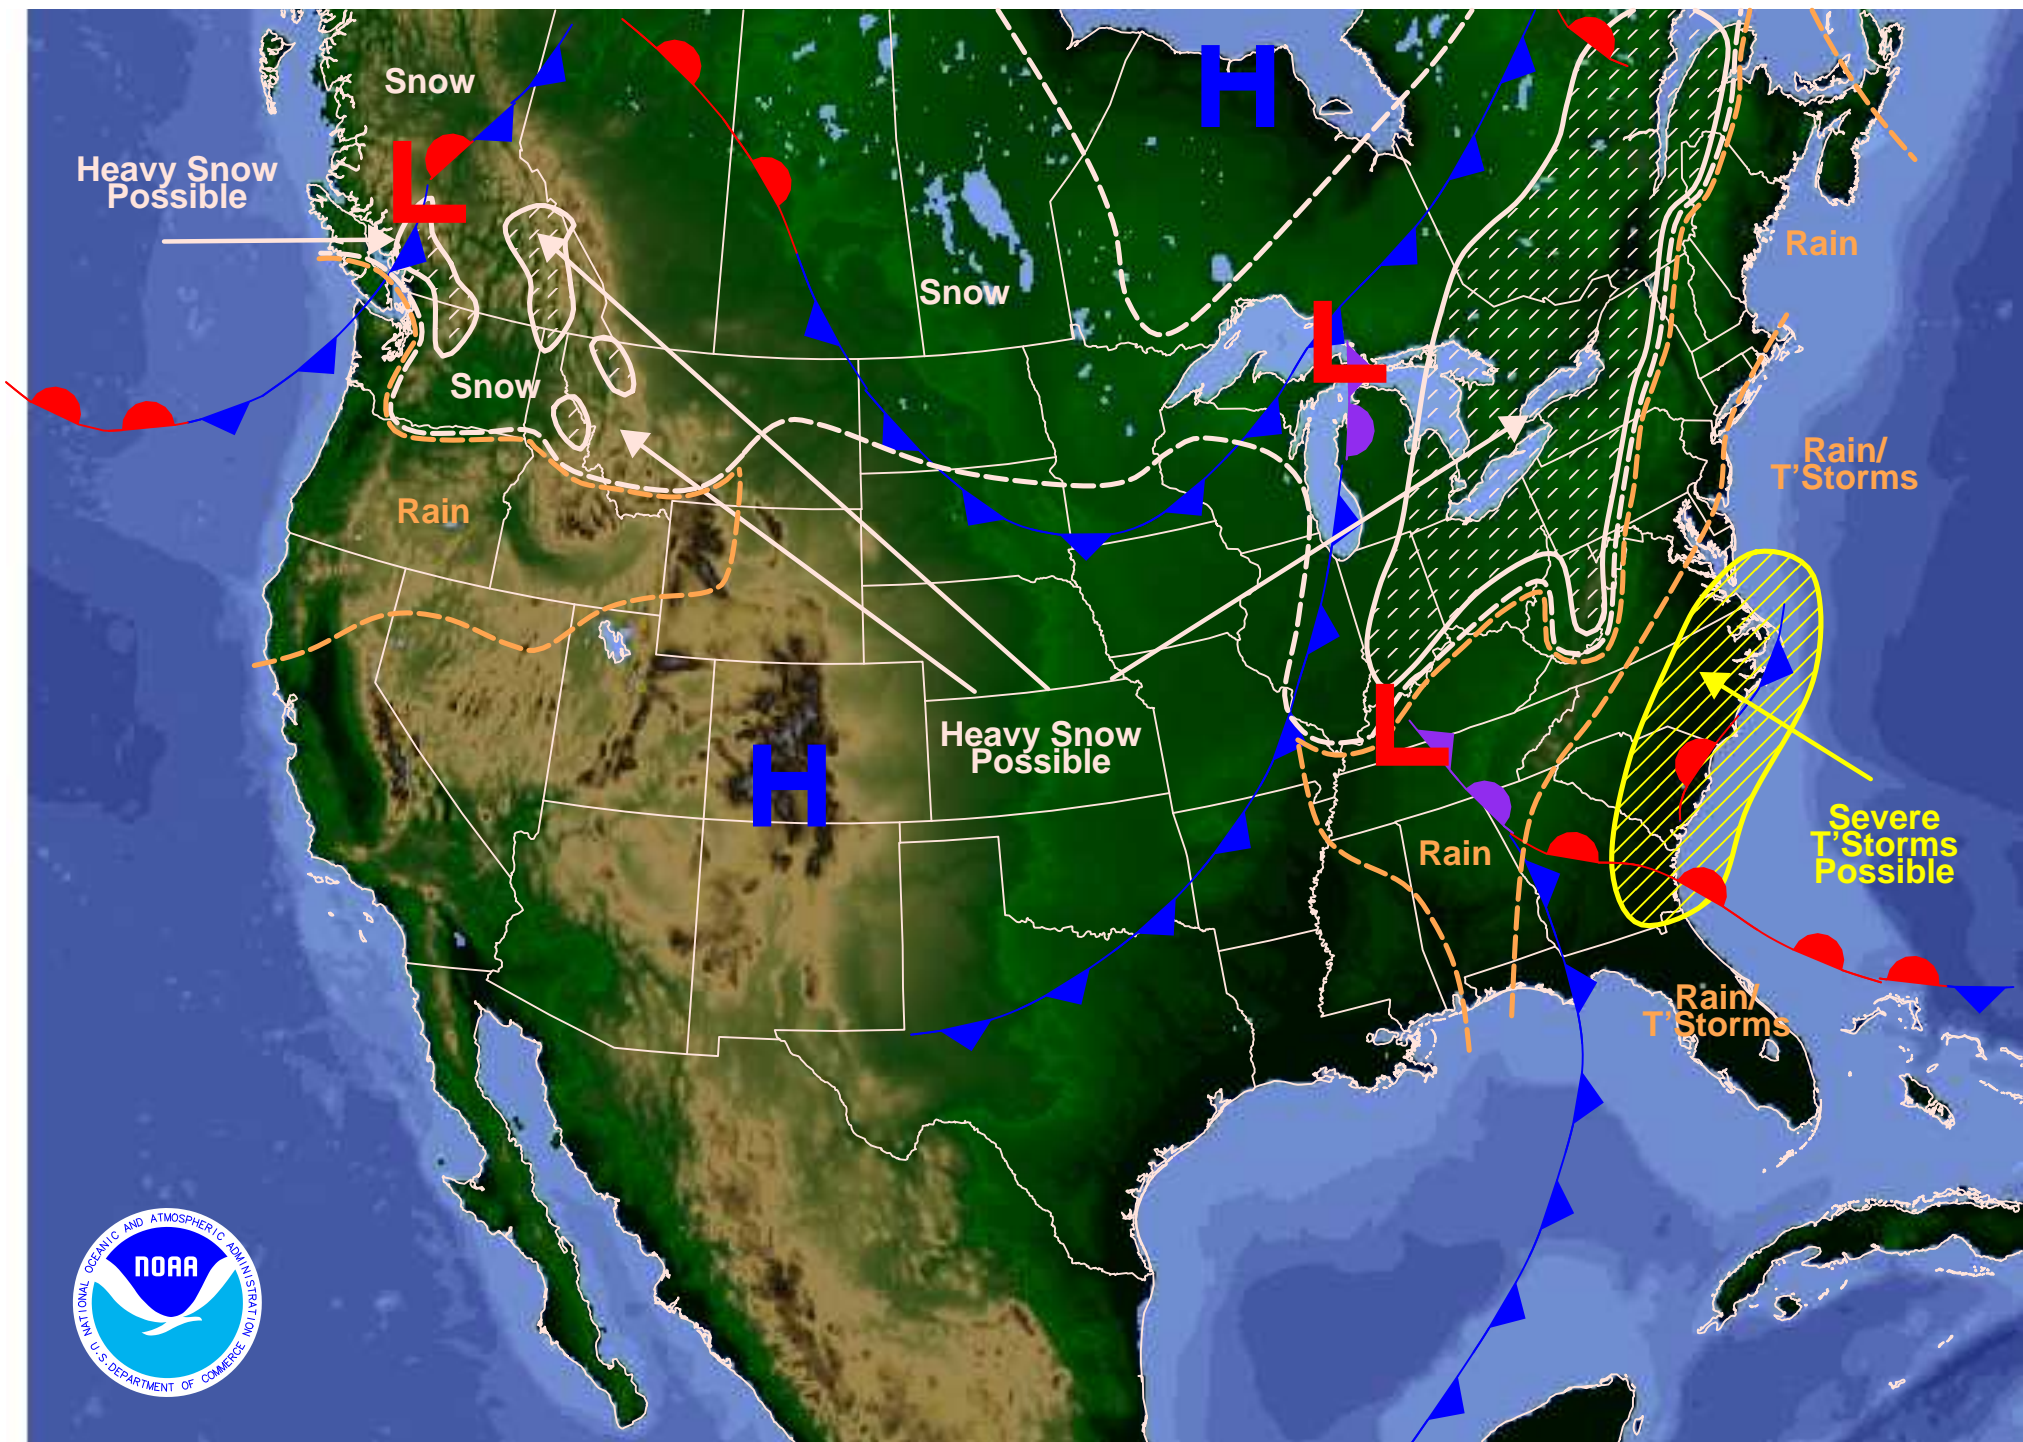 Snow
H
Heavy Snow
Possible
L
Rain
Snow
L
Snow
Rain/
T'Storms
Rain
L
Heavy Snow
Possible
H
Severe
T'Storms
Possible
Rain
Rain/
T'Storms
NATIONAL OCEANIC AND ATMOSPHERIC ADMINISTRATION
NOAA
U.S. DEPARTMENT OF COMMERCE